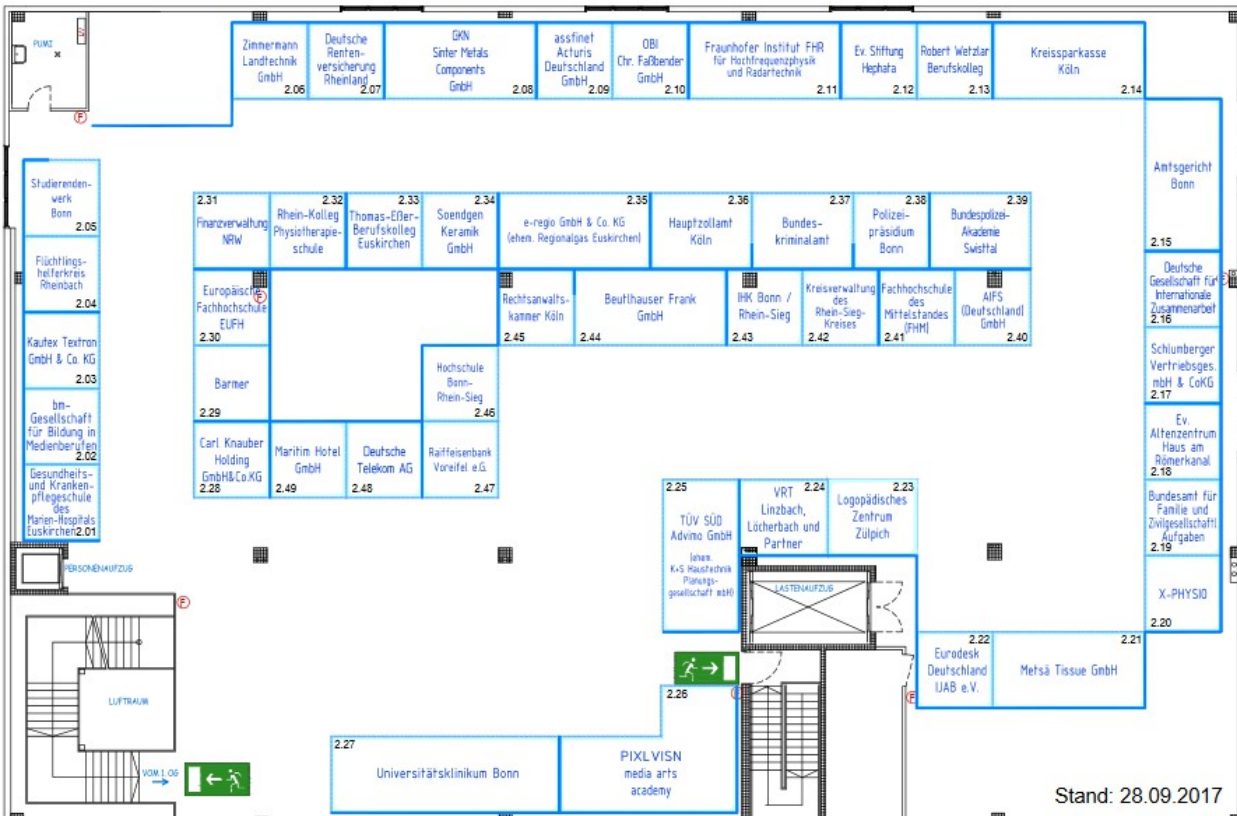 PUMI
UV
F
Zimmermann
Landtechnik
GmbH
2.06
Deutsche
Renten-
versicherung
Rheinland
2.07
GKN
Sinter Metals
Components
GmbH
2.08
assfinet
Acturis
Deutschland
GmbH
2.09
OBI
Chr. Faßbender
GmbH
2.10
Fraunhofer Institut FHR
für Hochfrequenzphysik
und Radartechnik
2.11
Ev. Stiftung
Hephata
2.12
Robert Wetzlar
Berufskolleg
2.13
Kreissparkasse
Köln
2.14
Amtsgericht
Bonn
2.15
Studierenden-
werk
Bonn
2.05
Flüchtlings-
helferkreis
Rheinbach
2.04
Kautex Textron
GmbH & Co. KG
2.03
bm-
Gesellschaft
für Bildung in
Medienberufen
2.02
Gesundheits-
und Kranken-
pflegeschule
des
Marien-Hospitals
Euskirchen 2.01
2.31
Finanzverwaltung
NRW
2.32
Rhein-Kolleg
Physiotherapie-
schule
2.33
Thomas-Eßer-
Berufskolleg
Euskirchen
2.34
Soendgen
Keramik
GmbH
2.35
e-regio GmbH & Co. KG
(ehem. Regionalgas Euskirchen)
2.36
Hauptzollamt
Köln
2.37
Bundes-
kriminalamt
2.38
Polizei-
präsidium
Bonn
2.39
Bundespolizei-
Akademie
Swisttal
Europäische
Fachhochschule
EUFH
2.30
F
Rechtsanwalts-
kammer Köln
2.45
Beutlhauser Frank
GmbH
2.44
IHK Bonn /
Rhein-Sieg
2.43
Kreisverwaltung
des
Rhein-Sieg-
Kreises
2.42
Fachhochschule
des
Mittelstandes
(FHM)
2.41
AIFS
(Deutschland)
GmbH
2.40
Deutsche
Gesellschaft für
Internationale
Zusammenarbeit
2.16
F
Barmer
2.29
Hochschule
Bonn-
Rhein-Sieg
2.46
Schlumberger
Vertriebsges.
mbH & CoKG
2.17
Carl Knauber
Holding
GmbH&Co.KG
2.28
Maritim Hotel
GmbH
2.49
Deutsche
Telekom AG
2.48
Raiffeisenbank
Voreifel e.G.
2.47
Ev.
Altenzentrum
Haus am
Römerkanal
2.18
2.25
TÜV SÜD
Advimo GmbH
(ehem.
K+S Haustechnik
Planungs-
gesellschaft mbH)
2.24
VRT
Linzbach,
Löcherbach und
Partner
2.23
Logopädisches
Zentrum
Zülpich
Bundesamt für
Familie und
Zivilgesellschaftl.
Aufgaben
2.19
PERSONENAUFZUG
F
LASTENAUFZUG
X-PHYSIO
2.20
2.22
Eurodesk
Deutschland
IJAB e.V.
2.21
Metsä Tissue GmbH
F
F
LUFTRAUM
VOM 1.OG
2.26
PIXLVISN
media arts
academy
2.27
Universitätsklinikum Bonn
Stand: 28.09.2017